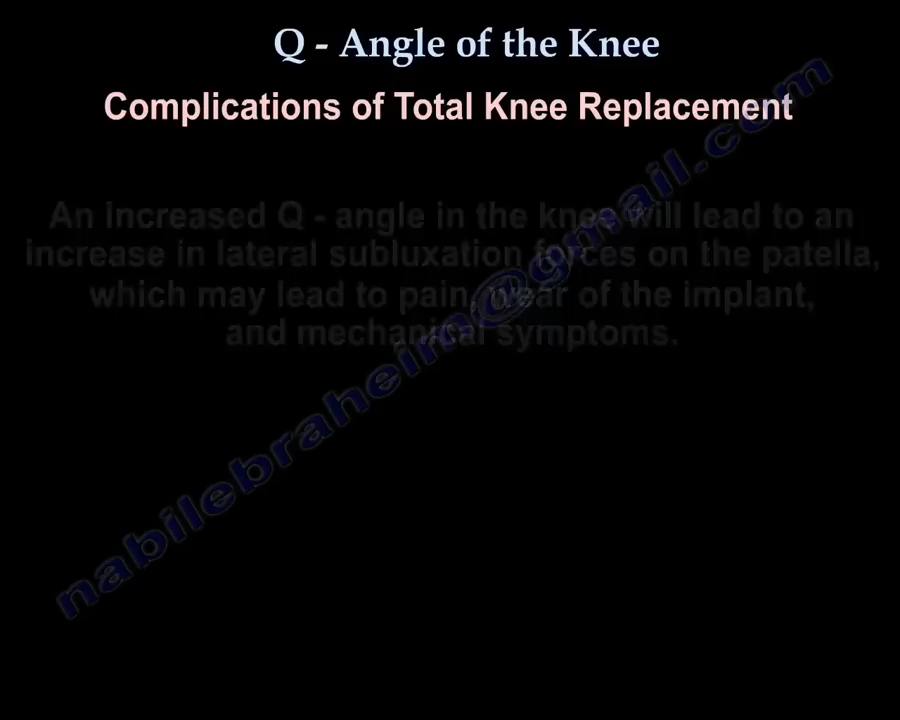 Q - Angle of the Knee
Complications of Total Knee Replacement
An increased Q - angle in the knee will lead to an
increase in lateral subluxation forces on the patella,
which may lead to pain, wear of the implant,
and mechanical symptoms.
nabilebraheim@gmail.com